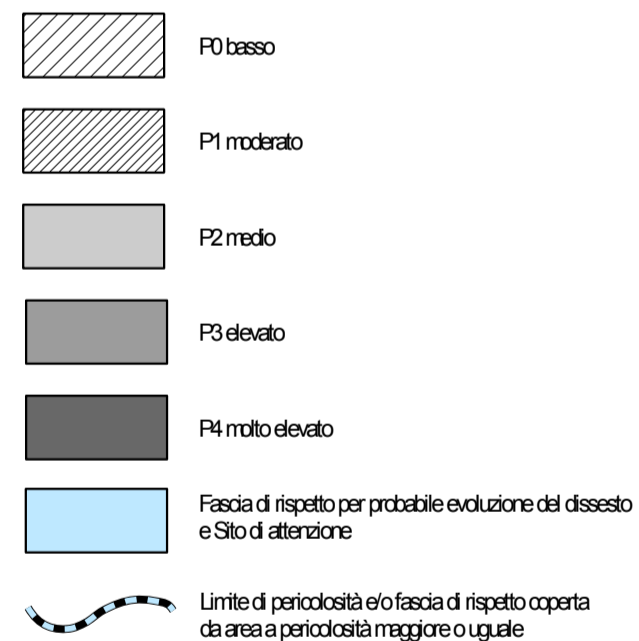 P0 basso
P1 moderato
P2 medio
P3 elevato
P4 molto elevato
Fascia di rispetto per probabile evoluzione del dissesto
e Sito di attenzione
Limite di pericolosità e/o fascia di rispetto coperta
da area a pericolosità maggiore o uguale